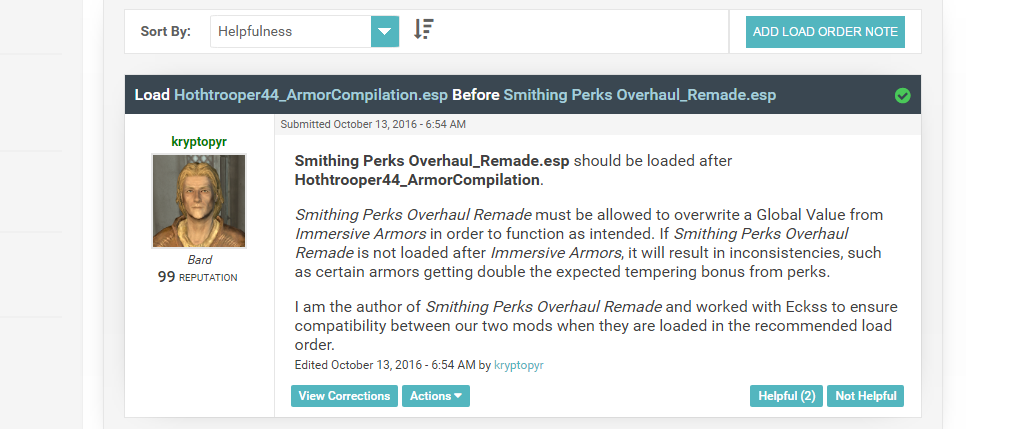 Sort By: Helpfulness ADD LOAD ORDER NOTE
Load Hothtrooper44_ArmorCompilation.esp Before Smithing Perks Overhaul_Remade.esp
Submitted October 13, 2016 - 6:54 AM
kryptopyr
Bard
99 REPUTATION
Smithing Perks Overhaul_Remade.esp should be loaded after
Hothtrooper44_ArmorCompilation.
Smithing Perks Overhaul Remade must be allowed to overwrite a Global Value from
Immersive Armors in order to function as intended. If Smithing Perks Overhaul
Remade is not loaded after Immersive Armors, it will result in inconsistencies, such
as certain armors getting double the expected tempering bonus from perks.
I am the author of Smithing Perks Overhaul Remade and worked with Eckss to ensure
compatibility between our two mods when they are loaded in the recommended load
order.
Edited October 13, 2016 - 6:54 AM by kryptopyr
View Corrections Actions Helpful (2) Not Helpful